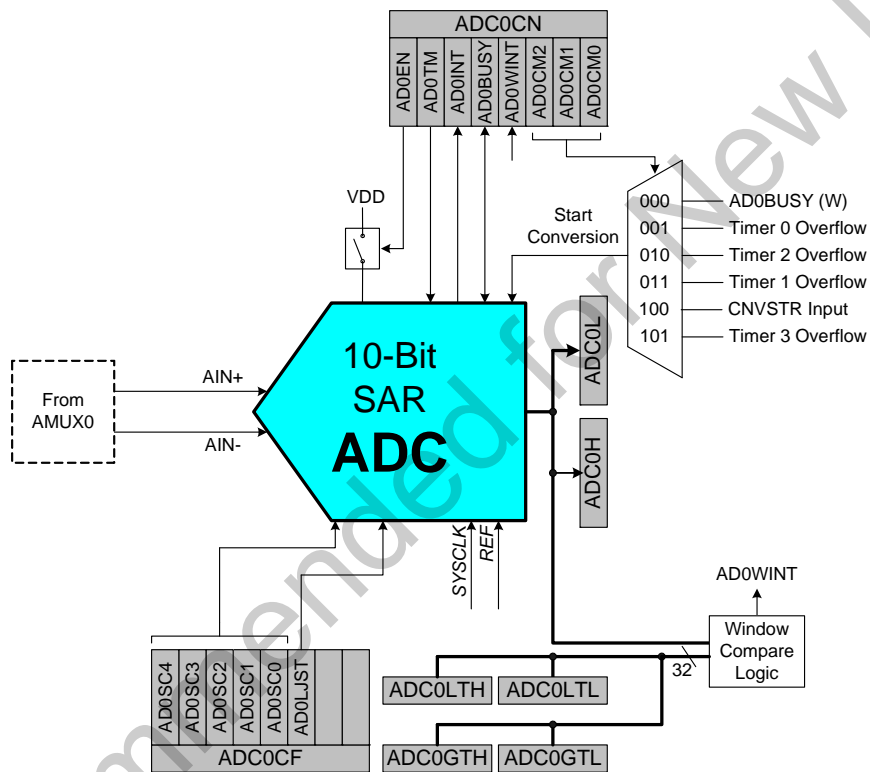 ADC0CN
AD0EN
AD0TM
AD0INT
AD0BUSY
AD0WINT
AD0CM2
AD0CM1
AD0CM0
VDD
Start
Conversion
000
AD0BUSY (W)
001
Timer 0 Overflow
010
Timer 2 Overflow
011
Timer 1 Overflow
100
CNVSTR Input
101
Timer 3 Overflow
From
AMUX0
AIN+
AIN-
10-Bit
SAR
ADC
ADC0L
ADC0H
SYSCLK
REF
AD0WINT
Window
Compare
Logic
32
AD0SC4
AD0SC3
AD0SC2
AD0SC1
AD0SC0
AD0LJST
ADC0CF
ADC0LTH
ADC0LTL
ADC0GTH
ADC0GTL
mmended for New